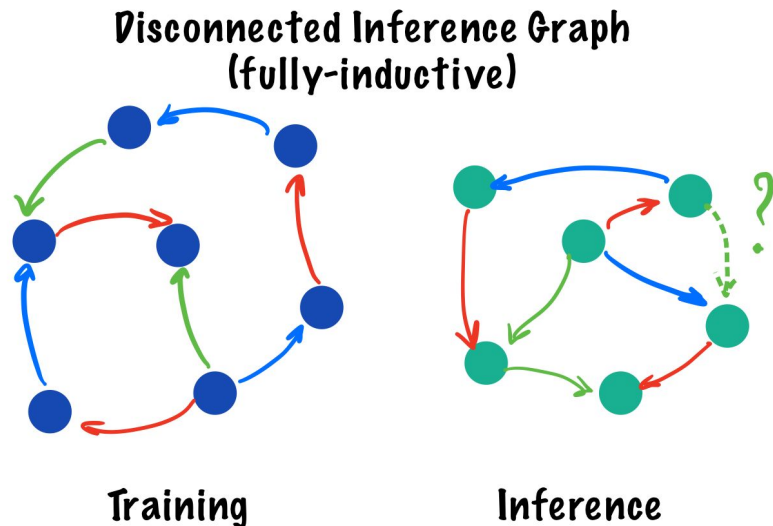 Disconnected Inference Graph
(fully-inductive)
?
Training
Inference